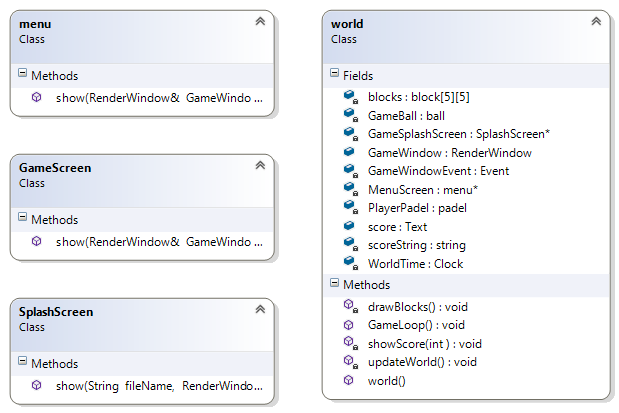 menu
Class
Methods
show(RenderWindow& GameWindo ...
GameScreen
Class
Methods
show(RenderWindow& GameWindo ...
SplashScreen
Class
Methods
show(String fileName, RenderWindo...
world
Class
Fields
blocks : block[5][5]
GameBall : ball
GameSplashScreen : SplashScreen*
GameWindow : RenderWindow
GameWindowEvent : Event
MenuScreen : menu*
PlayerPadel : padel
score : Text
scoreString : string
WorldTime : Clock
Methods
drawBlocks() : void
GameLoop() : void
showScore(int ) : void
updateWorld() : void
world()